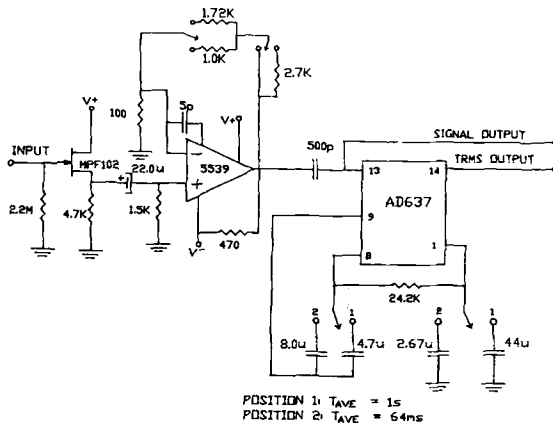 1.72K
1.0K
2.7K
V+
100
5p
V+
500p
SIGNAL OUTPUT
TRMS OUTPUT
INPUT
MPF102
22.0u
5539
13
14
AD637
9
8
1
2.2M
4.7K
1.5K
V-
470
24.2K
2
1
2
1
8.0u
4.7u
2.67u
44u
POSITION 1: TAVE = 1s
POSITION 2: TAVE = 64ms